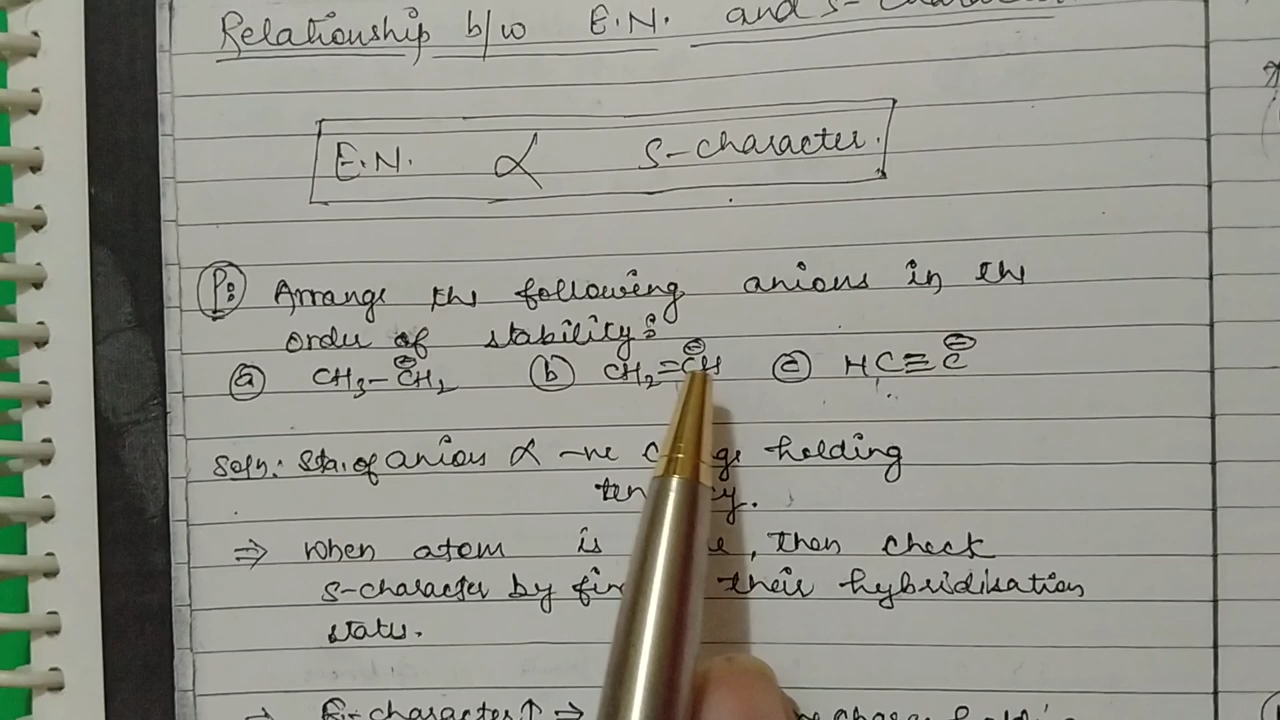 Relationship b/w E.N. and s-
E.N. ∝ s-character.
P: Arrange the following anions in the
order of stability:
(a) CH₃-C⊖H₂ (b) CH₂=C⊖H (c) HC≡C⊖
Soln: Sta. of anion ∝ -ve holding
⇒ When atom is , then check
s-character by their hybridisation
state.
⇒ s-character↑ ⇒